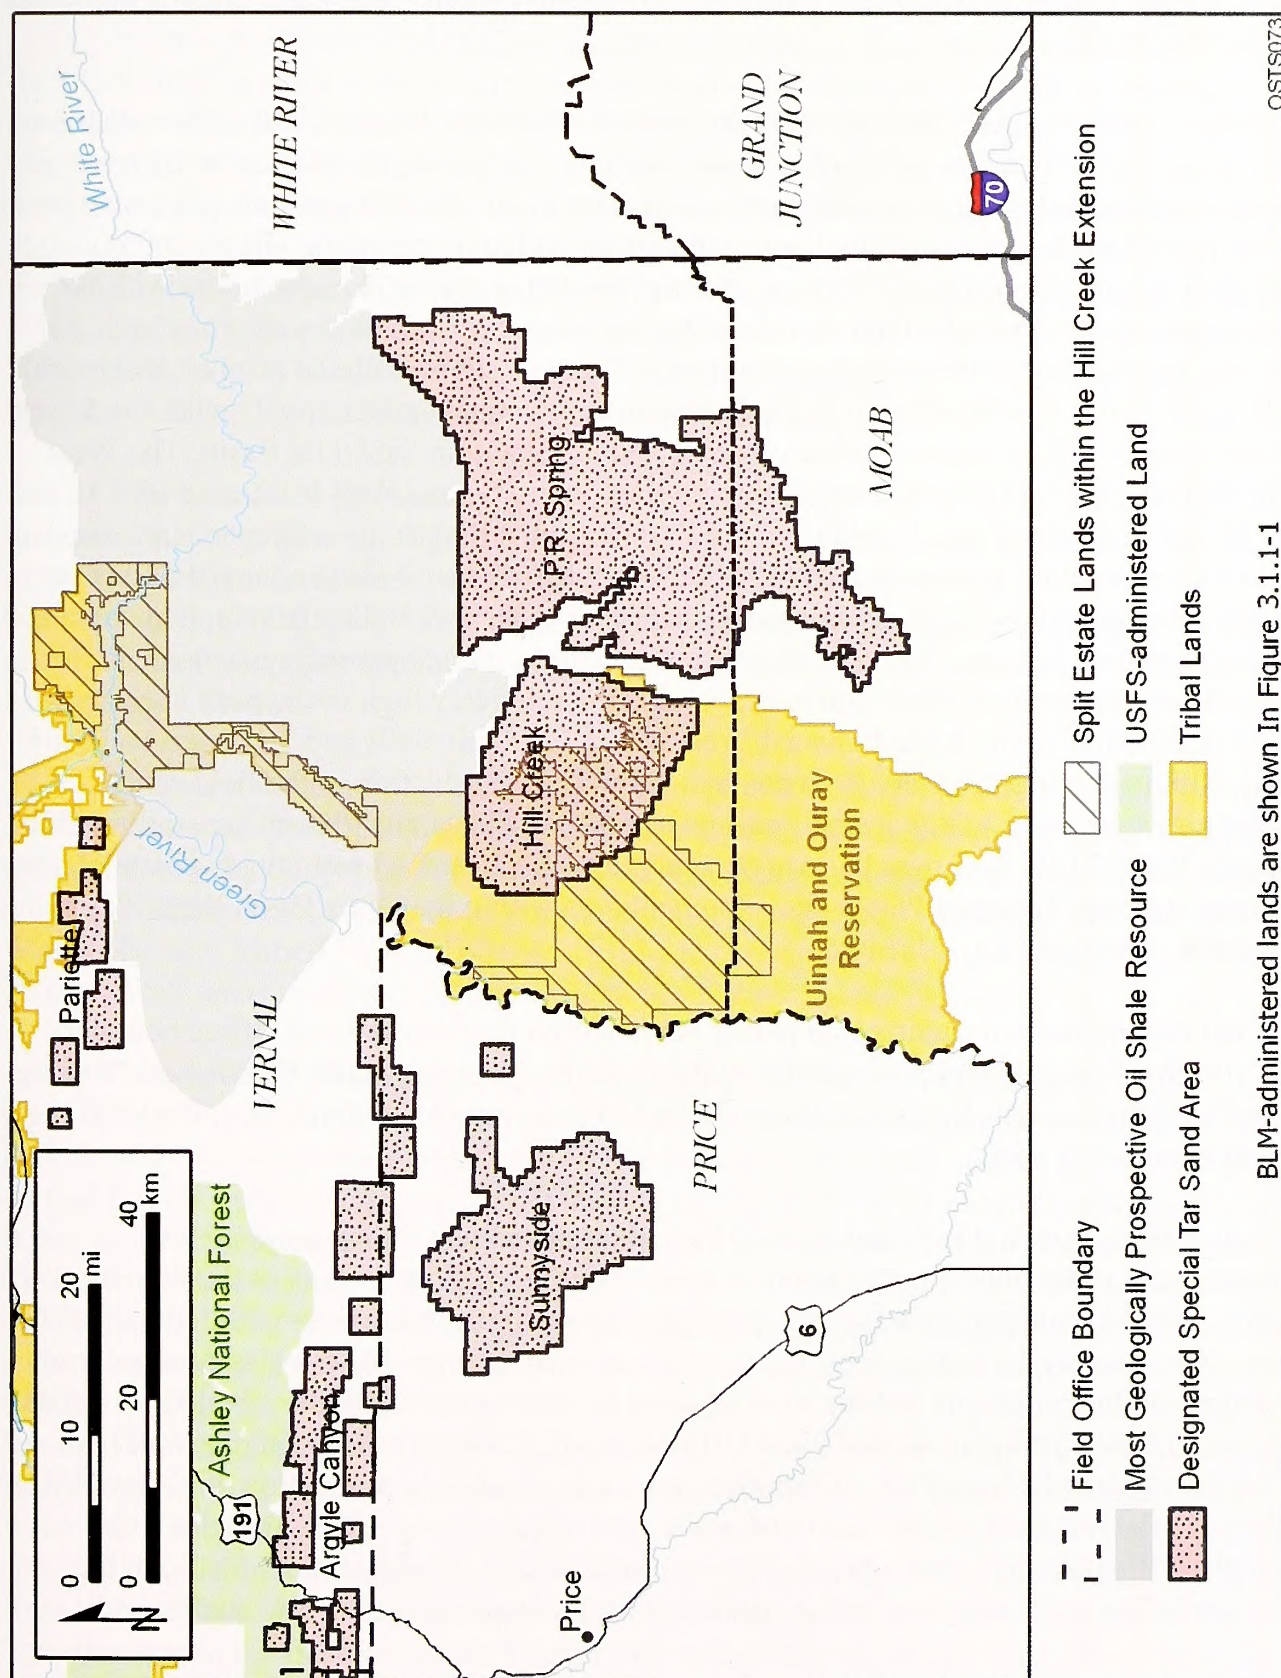 0 10 20 mi
0 20 40 km
N
191
Ashley National Forest
Argyle Canyon
Pariette
Green River
White River
WHITE RIVER
VERNAL
Price
Sunnyside
Hill Creek
P.R. Spring
PRICE
6
Uintah and Ouray
Reservation
MOAB
GRAND
JUNCTION
70
Field Office Boundary
Most Geologically Prospective Oil Shale Resource
Designated Special Tar Sand Area
Split Estate Lands within the Hill Creek Extension
USFS-administered Land
Tribal Lands
BLM-administered lands are shown In Figure 3.1.1-1
OSTS073